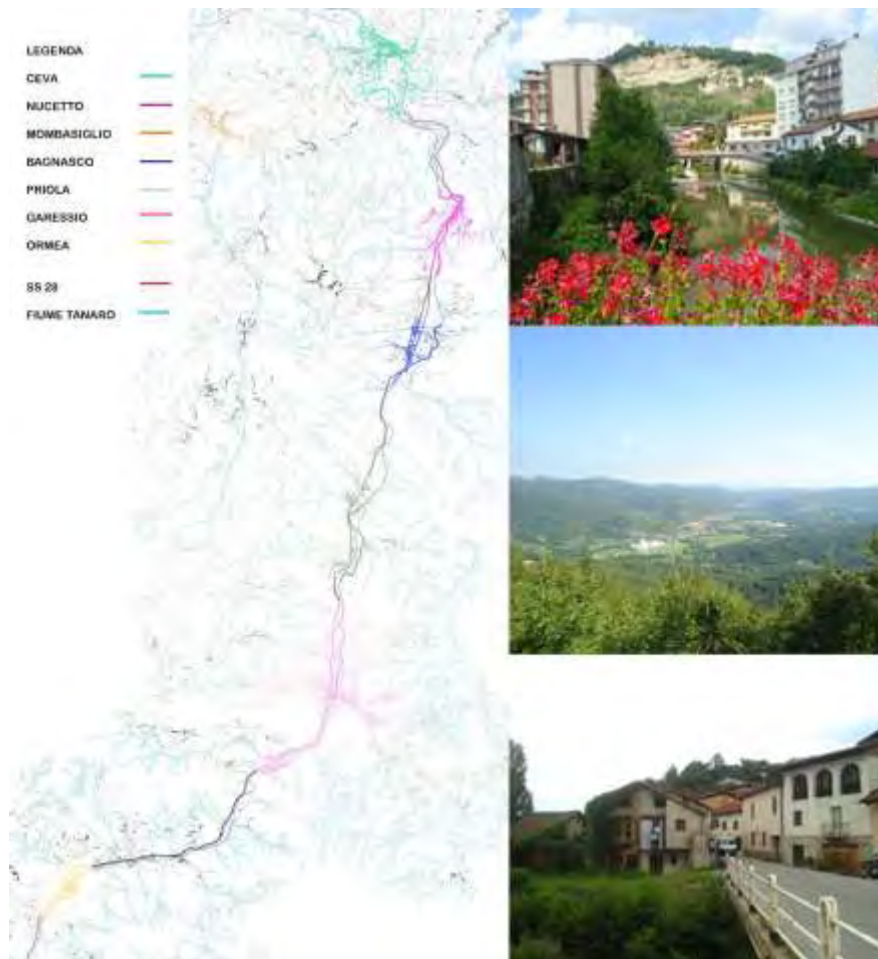 LEGENDA
CEVA
NUCETTO
MOMBASIGLIO
BAGNASCO
PRIOLA
GARESSIO
ORMEA
SS 28
FIUME TANARO